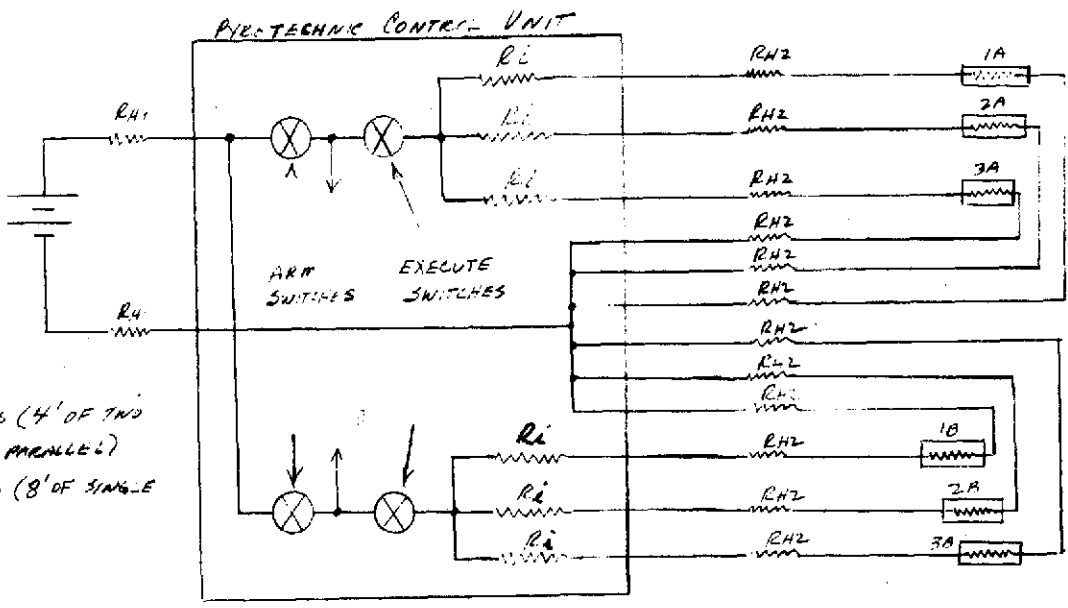 PYROTECHNIC CONTROL UNIT
Ri
RH2
1A
RH1
Ri
RH2
2A
Ri
RH2
3A
RH2
ARM
SWITCHES
EXECUTE
SWITCHES
RH2
RH2
RH2
(4' OF TWO
PARALLEL)
(8' OF SINGLE
RH2
Ri
RH2
1B
Ri
RH2
2B
Ri
RH2
3B